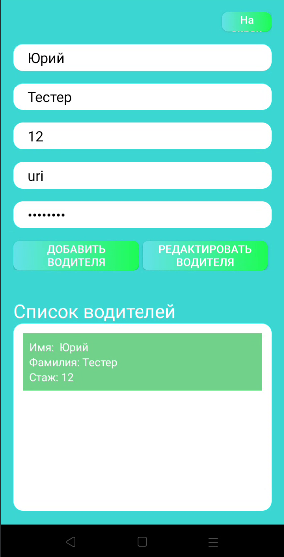 На
Юрий
Тестер
12
uri
••••••••
ДОБАВИТЬ
ВОДИТЕЛЯ
РЕДАКТИРОВАТЬ
ВОДИТЕЛЯ
Список водителей
Имя: Юрий
Фамилия: Тестер
Стаж: 12